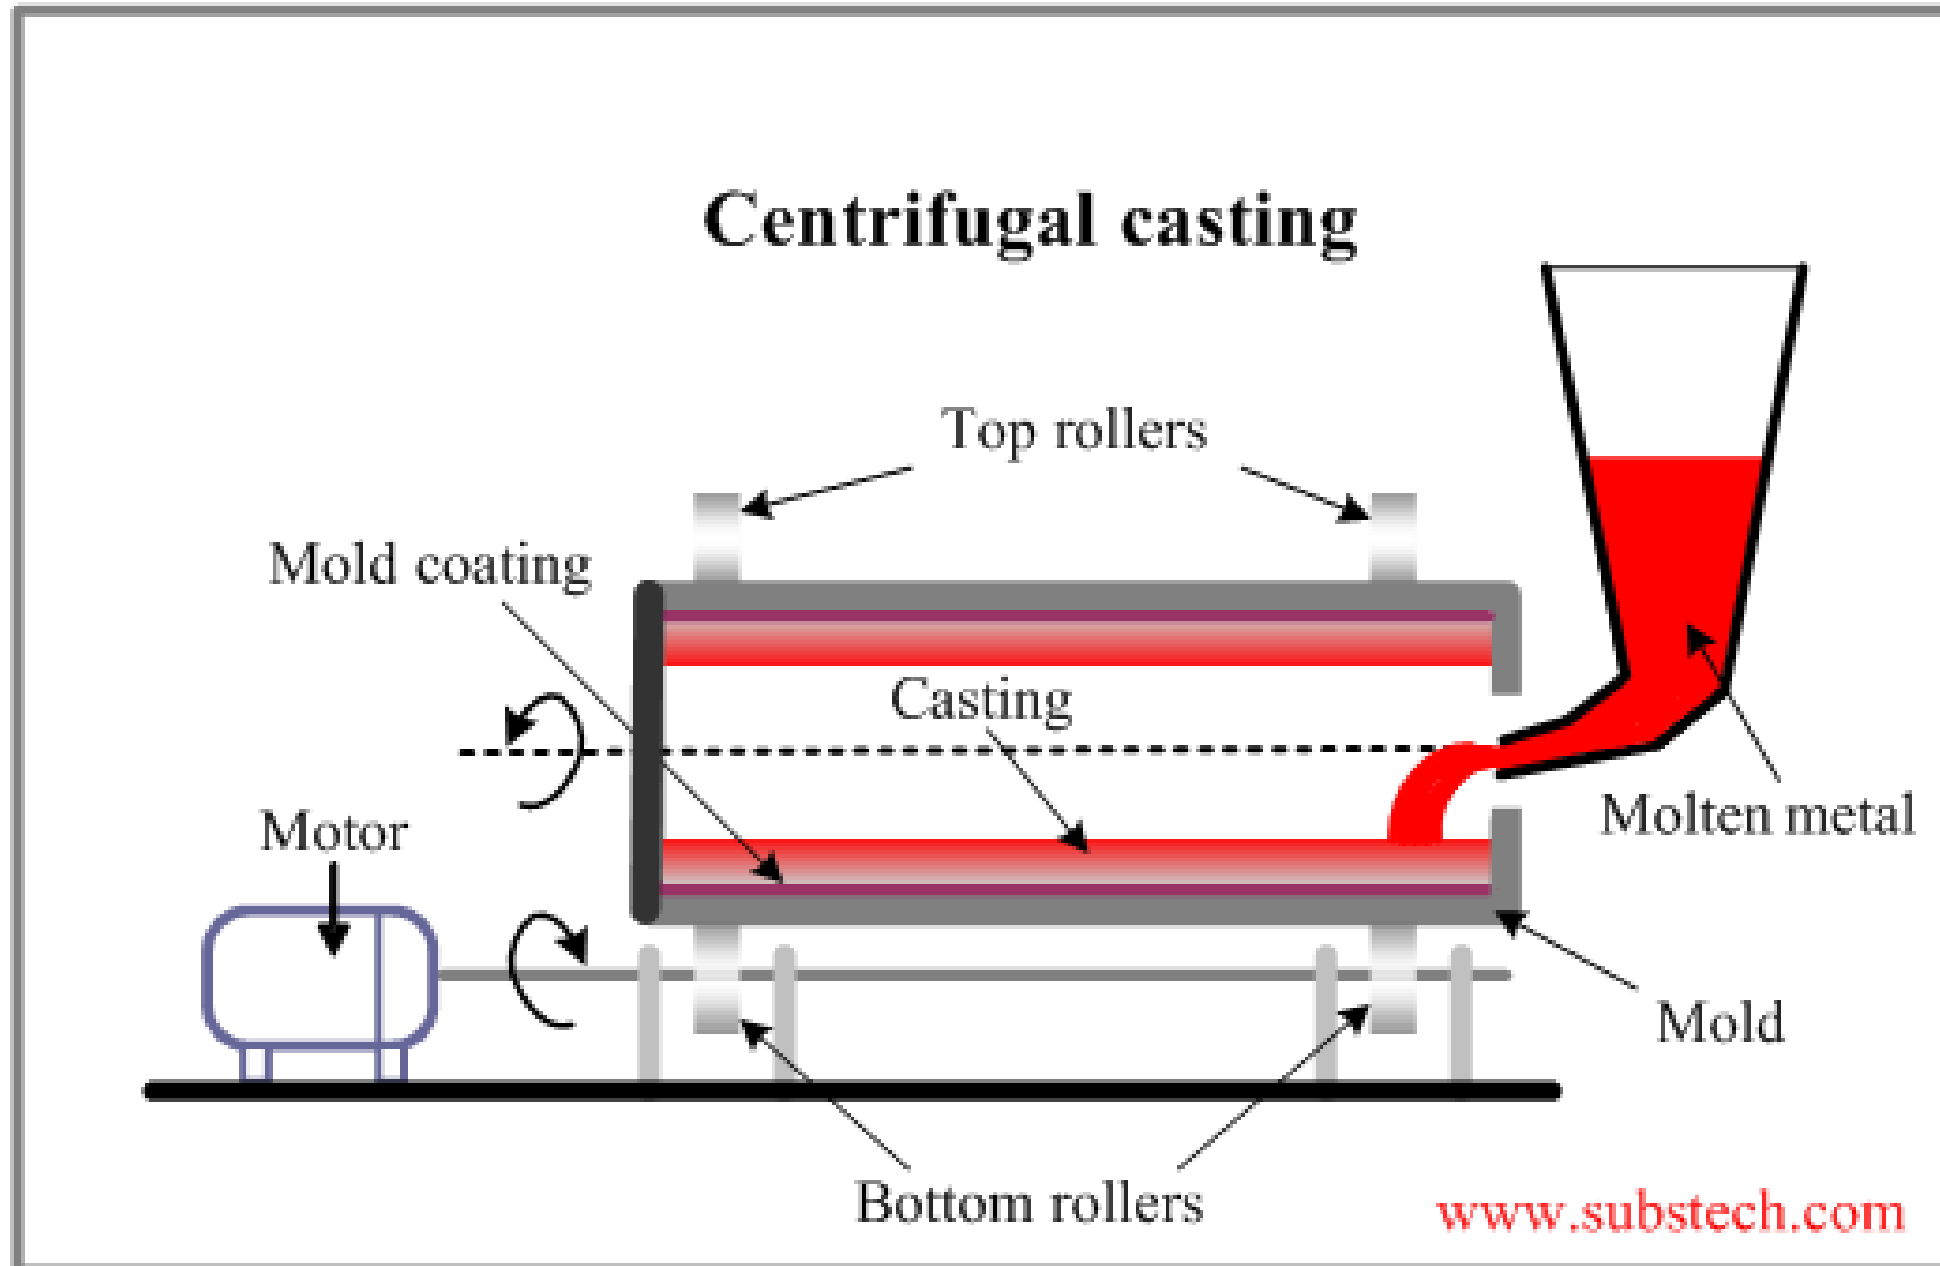 Centrifugal casting
Top rollers
Mold coating
Casting
Molten metal
Motor
Mold
Bottom rollers
www.substech.com